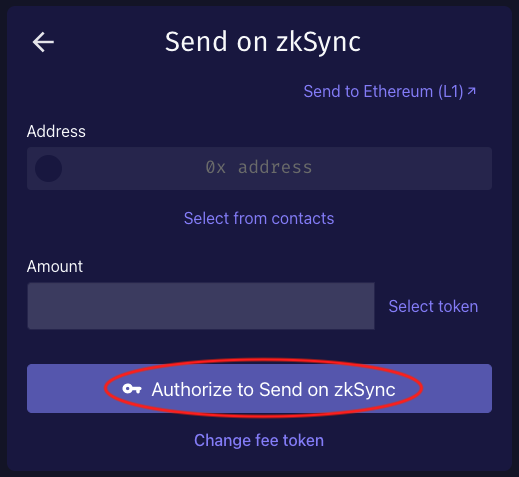 Send on zkSync
Send to Ethereum (L1)
Address
0x address
Select from contacts
Amount
Select token
Authorize to Send on zkSync
Change fee token